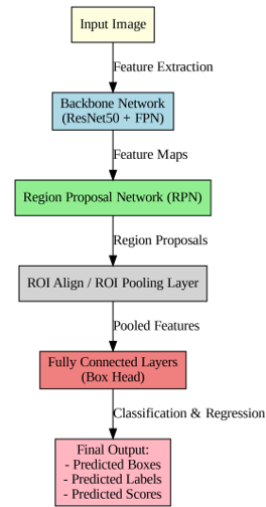 Input Image
Feature Extraction
Backbone Network
(ResNet50 + FPN)
Feature Maps
Region Proposal Network (RPN)
Region Proposals
ROI Align / ROI Pooling Layer
Pooled Features
Fully Connected Layers
(Box Head)
Classification & Regression
Final Output:
- Predicted Boxes
- Predicted Labels
- Predicted Scores